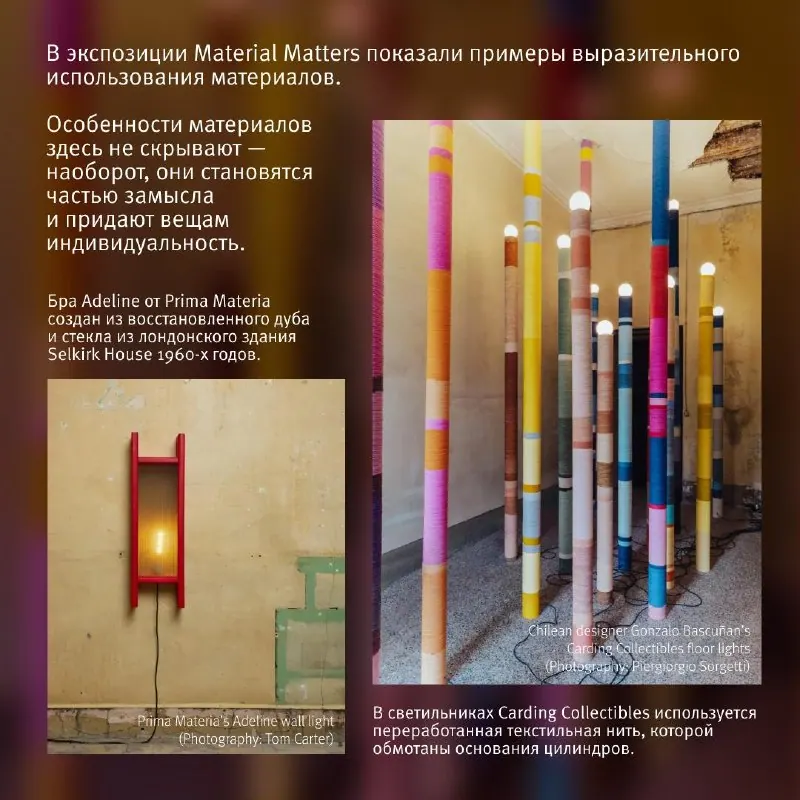 В экспозиции Material Matters показали примеры выразительного
использования материалов.
Особенности материалов
здесь не скрывают —
наоборот, они становятся
частью замысла
и придают вещам
индивидуальность.
Бра Adeline от Prima Materia
создан из восстановленного дуба
и стекла из лондонского здания
Selkirk House 1960-х годов.
Prima Materia's Adeline wall light
(Photography: Tom Carter)
Chilean designer Gonzalo Bascuñan's
Carding Collectibles floor lights
(Photography: Piergiorgio Sorgetti)
В светильниках Carding Collectibles используется
переработанная текстильная нить, которой
обмотаны основания цилиндров.